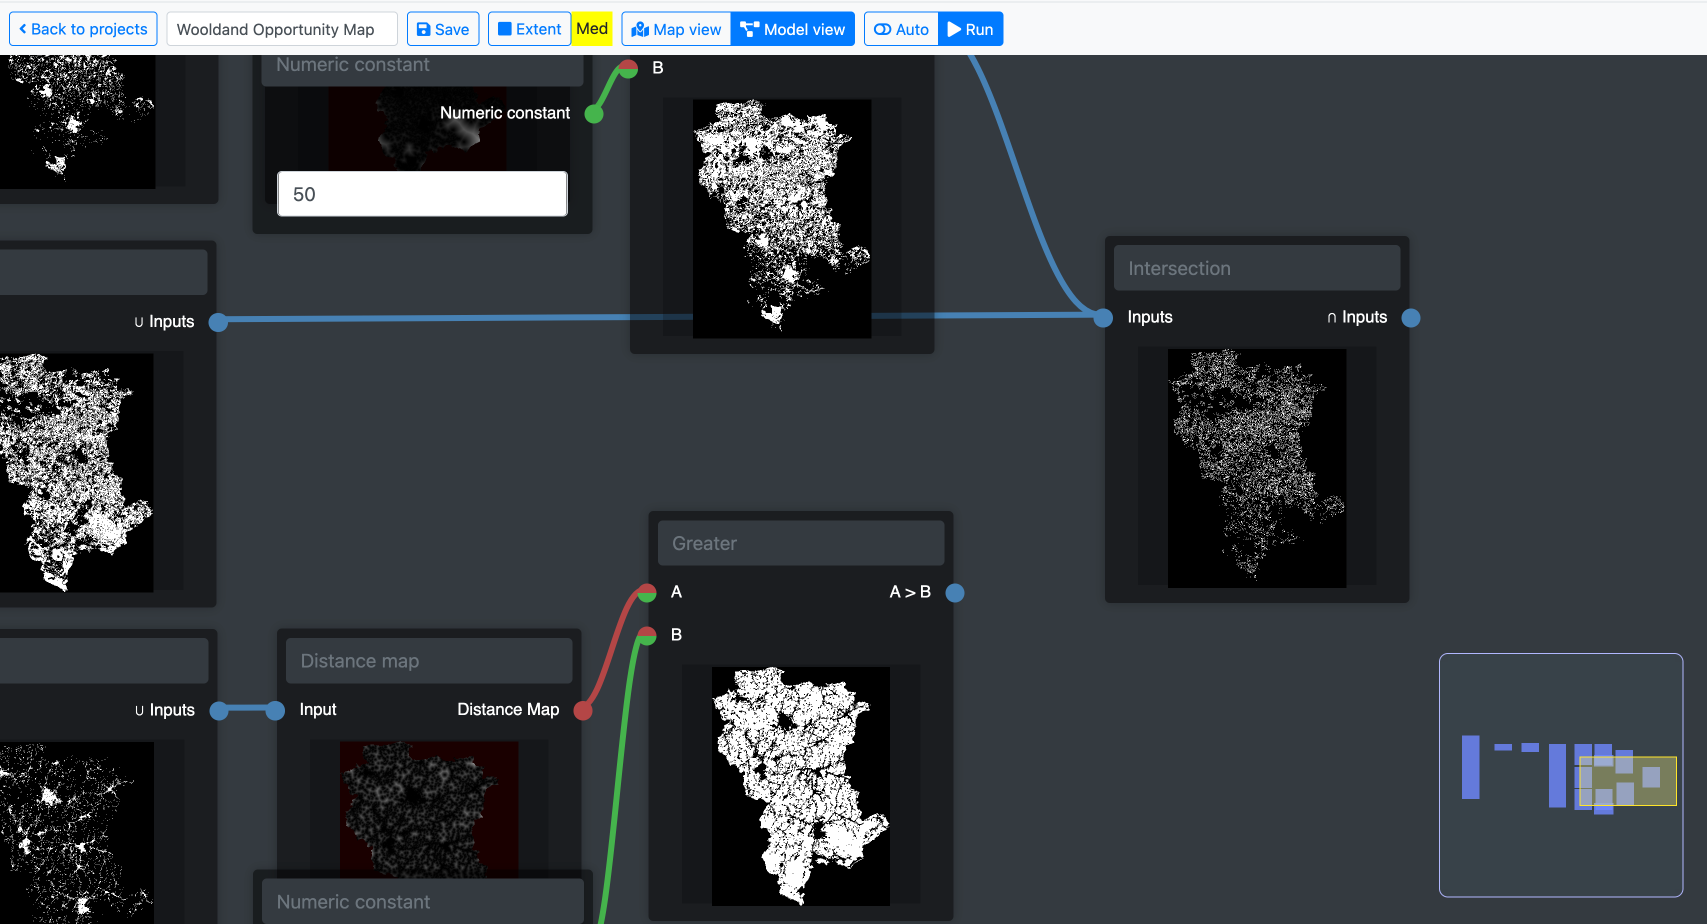 Back to projects
Wooldand Opportunity Map
Save
Extent
Med
Map view
Model view
Auto
Run
Numeric constant
Numeric constant
50
B
∪ Inputs
Intersection
Inputs
∩ Inputs
Greater
A
A > B
B
∪ Inputs
Distance map
Input
Distance Map
Numeric constant